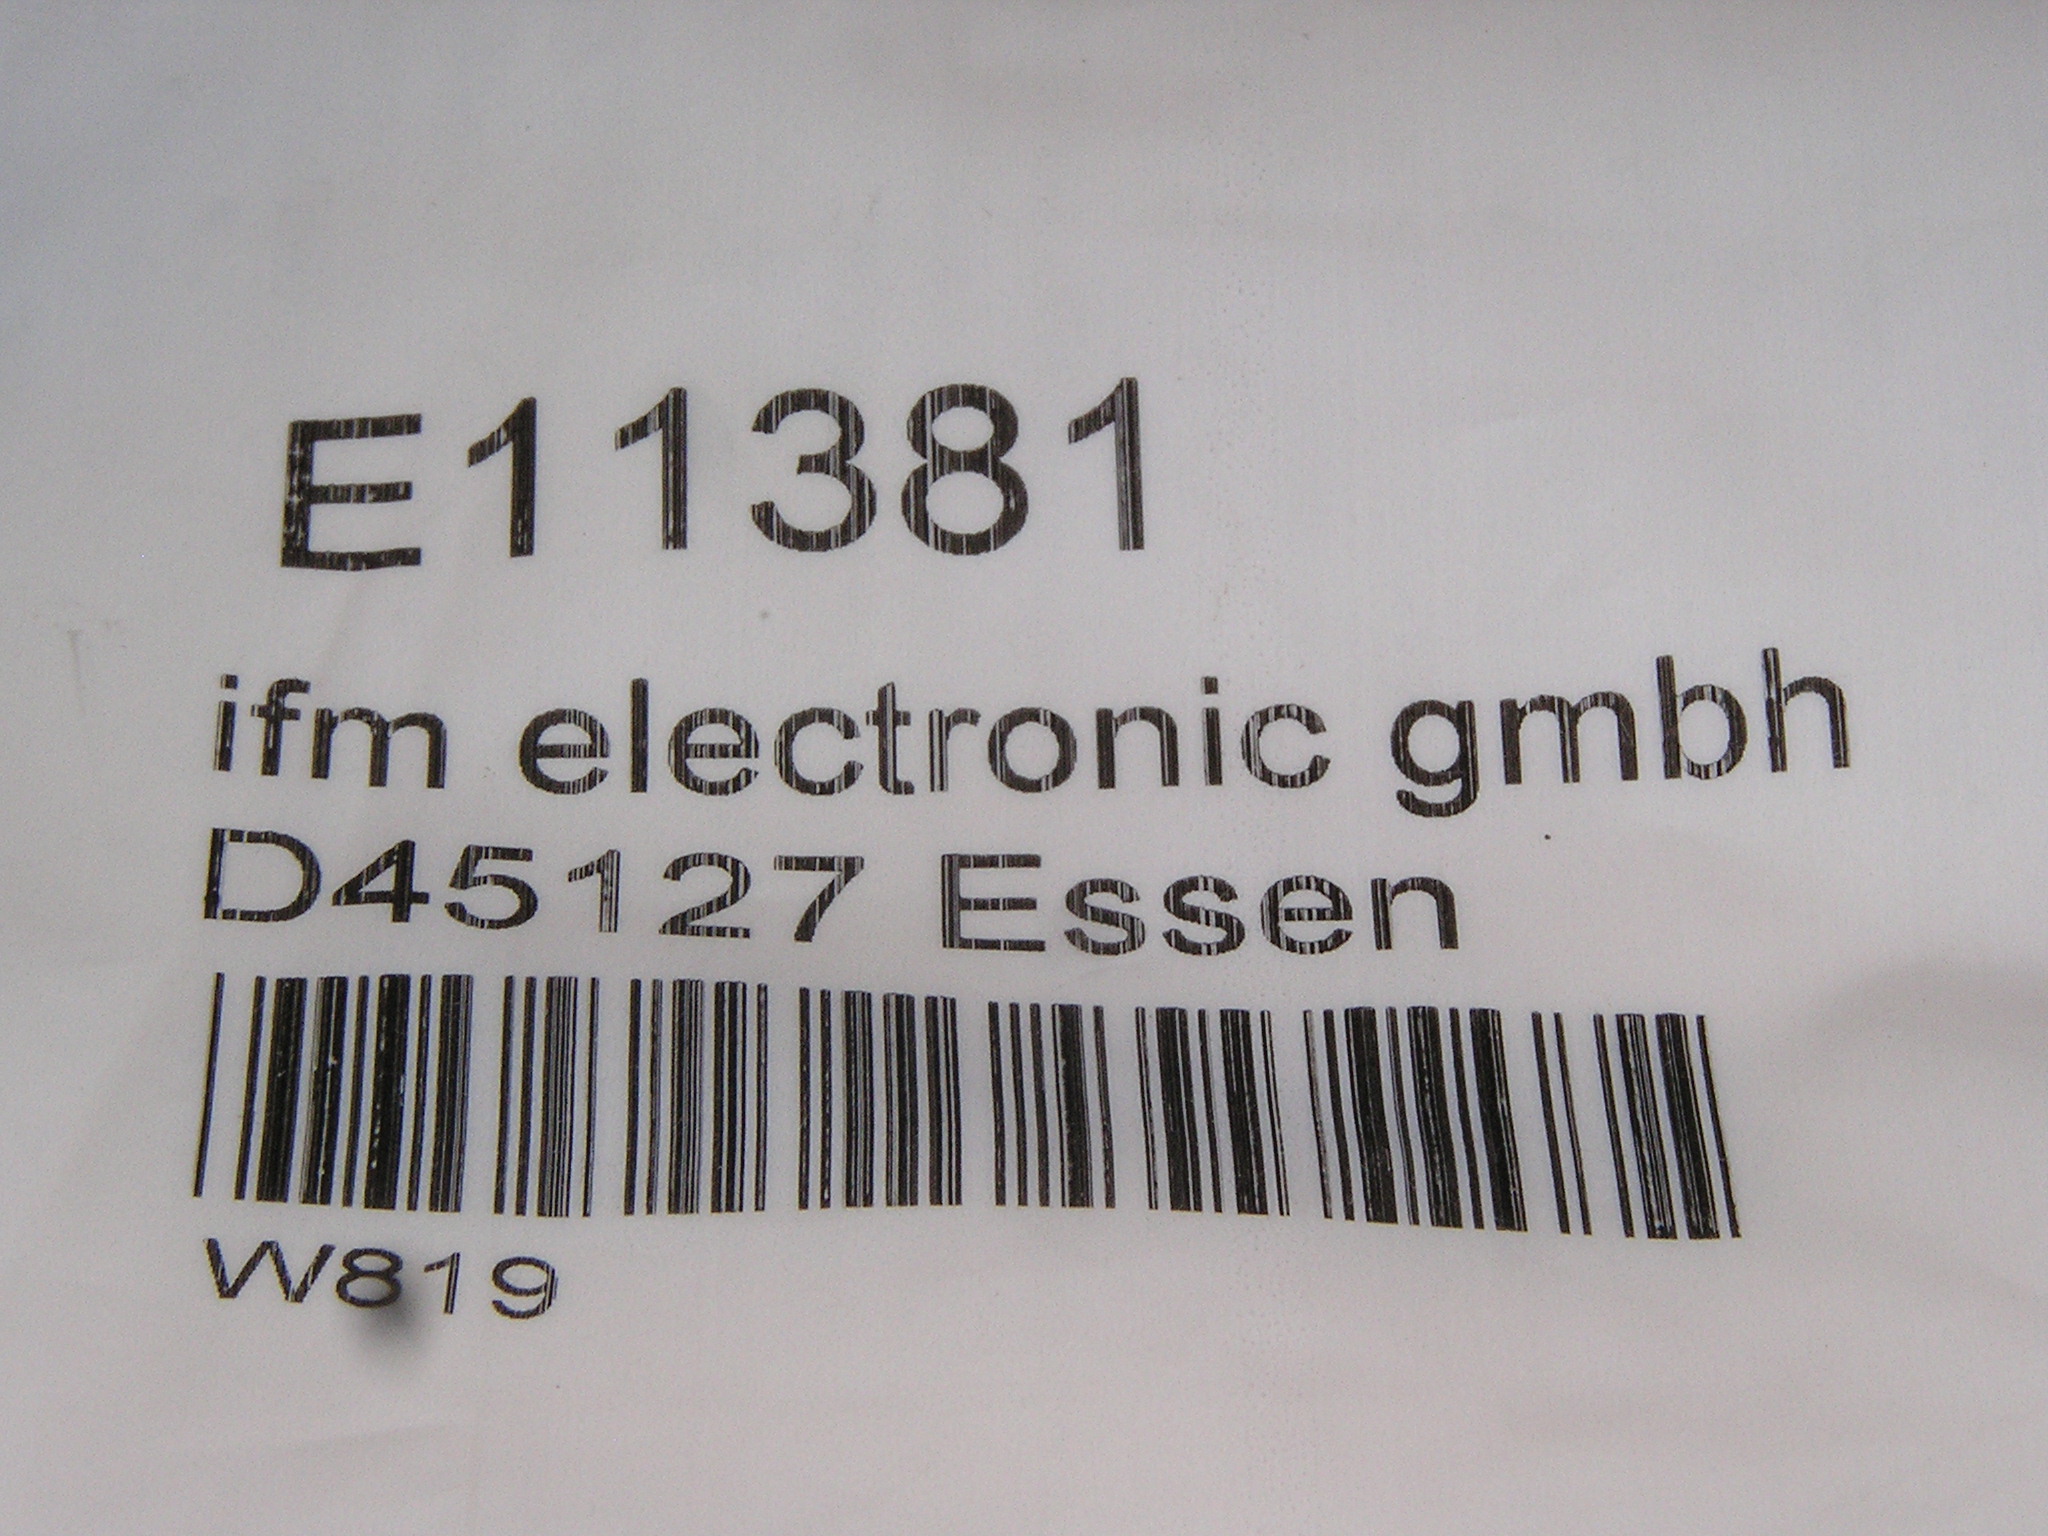 E11381
ifm electronic gmbh
D45127 Essen
W819